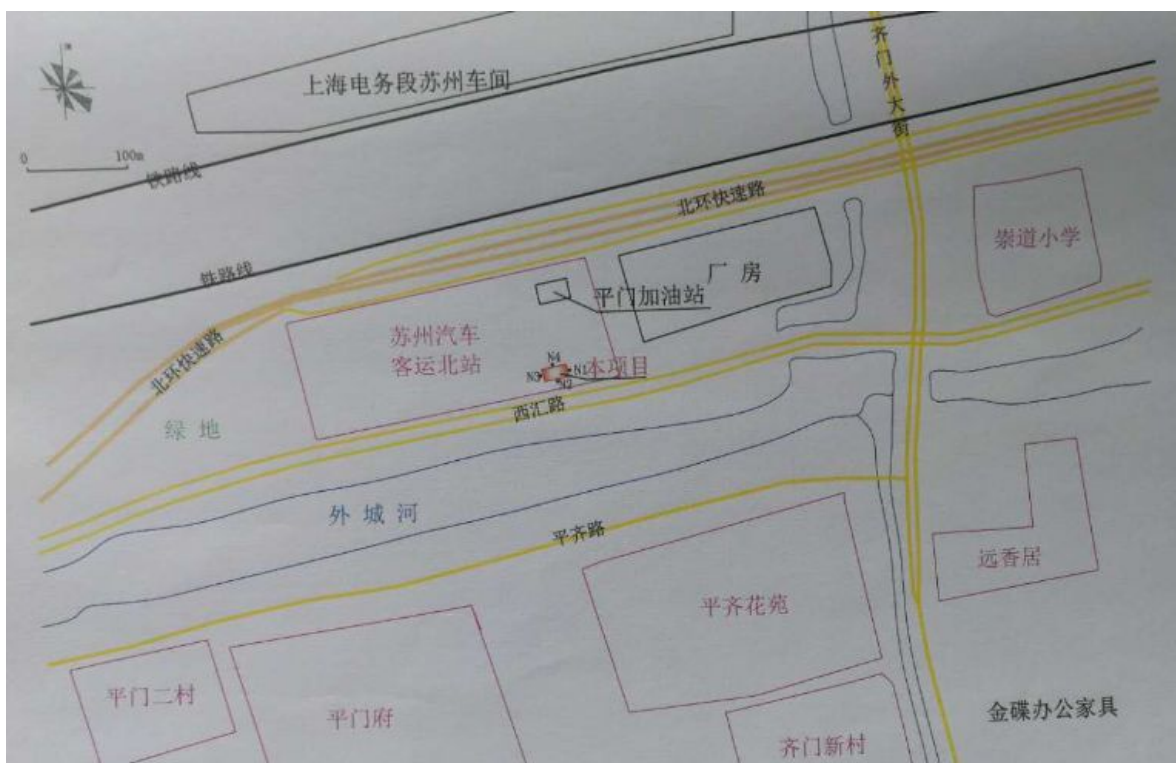 北
上海电务段苏州车间
齐门外大街
0 100m
铁路线
北环快速路
崇道小学
铁路线
厂房
平门加油站
苏州汽车
客运北站
北环快速路
N4
N3
N1
N2
本项目
西汇路
绿地
外城河
平齐路
远香居
平齐花苑
平门二村
平门府
金碟办公家具
齐门新村